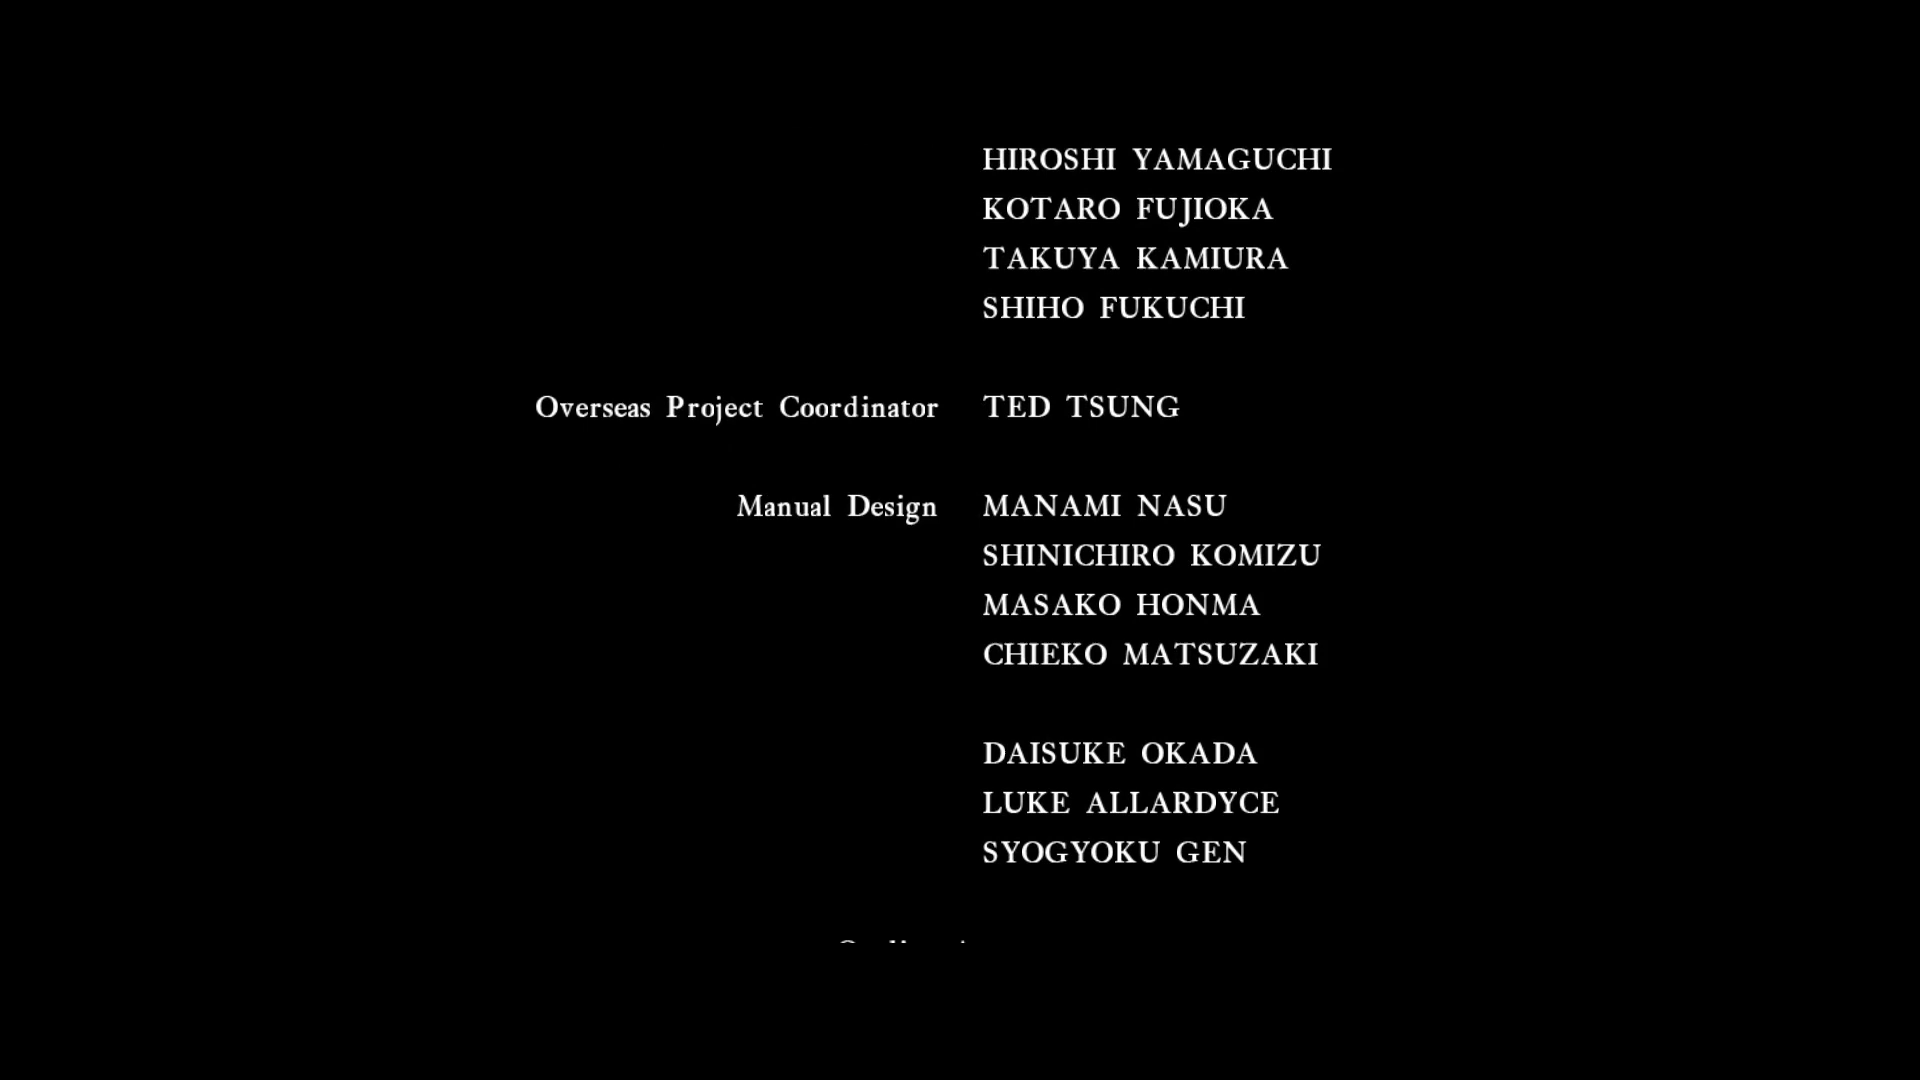 HIROSHI YAMAGUCHI
KOTARO FUJIOKA
TAKUYA KAMIURA
SHIHO FUKUCHI
Overseas Project Coordinator TED TSUNG
Manual Design MANAMI NASU
SHINICHIRO KOMIZU
MASAKO HONMA
CHIEKO MATSUZAKI
DAISUKE OKADA
LUKE ALLARDYCE
SYOGYOKU GEN